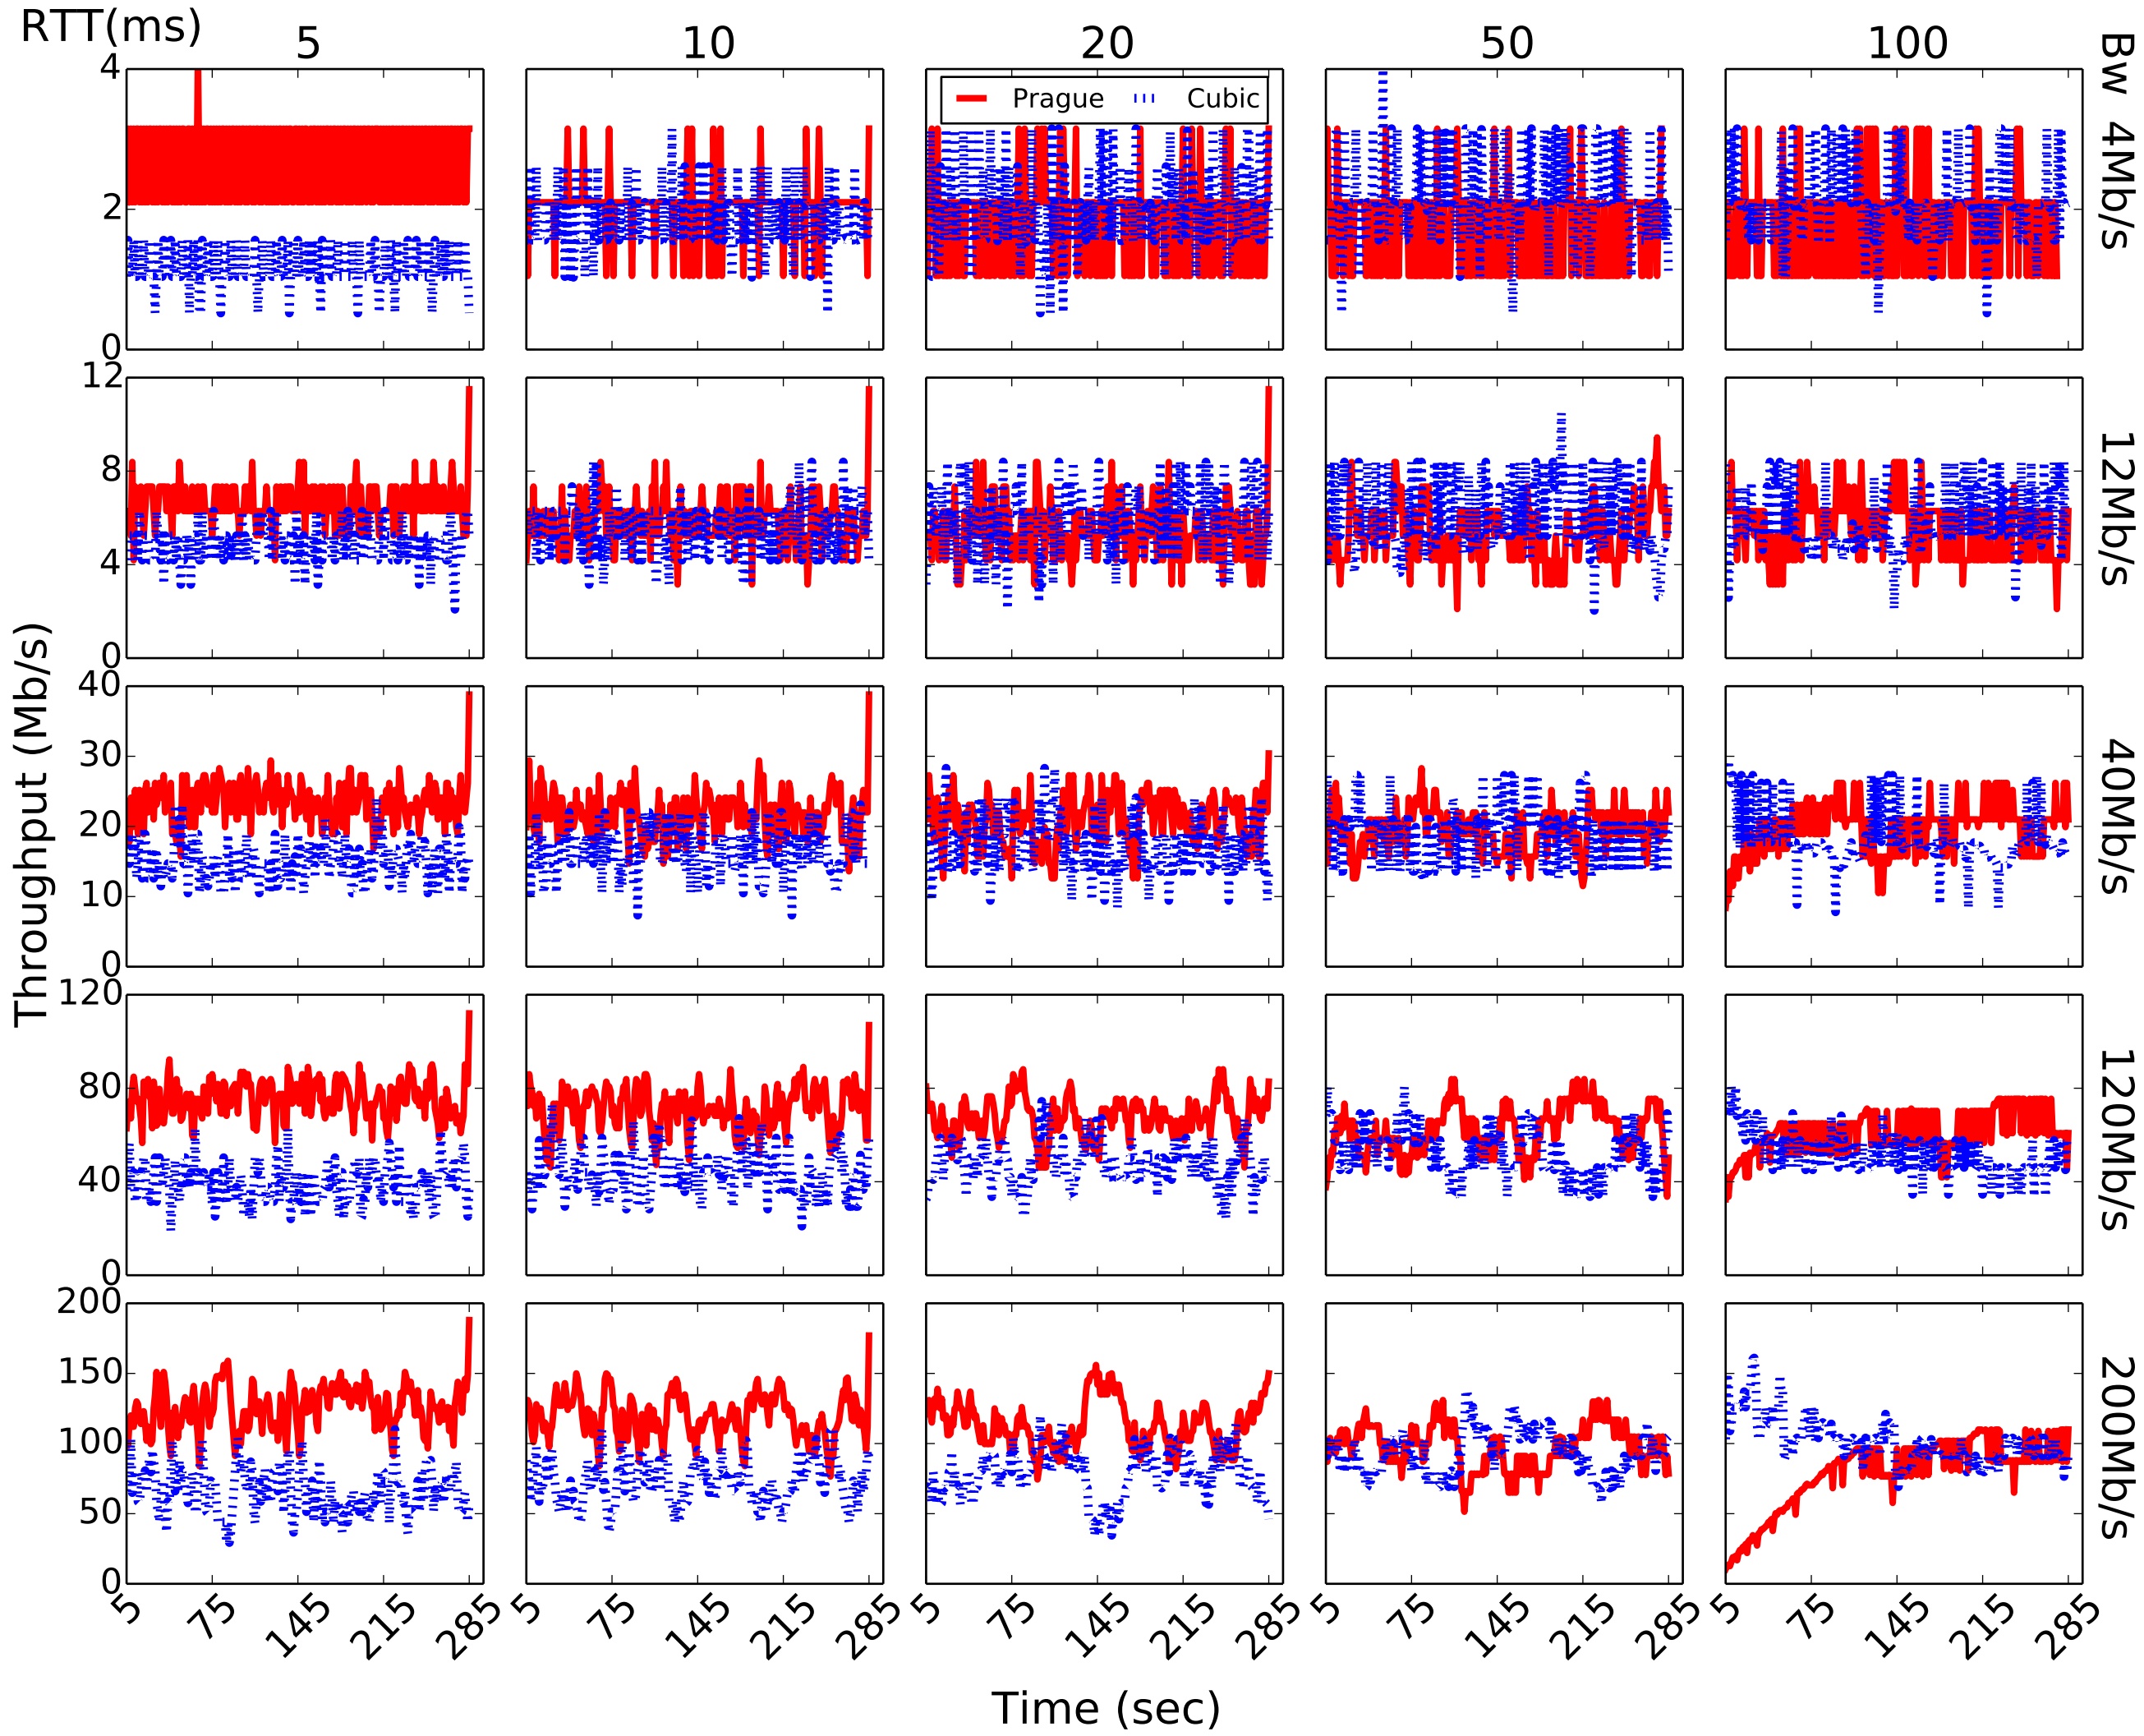 RTT(ms)
5 10 20 50 100
Bw 4Mb/s
Prague Cubic
4
2
0
12Mb/s
12
8
4
0
40Mb/s
40
30
20
10
0
120Mb/s
120
80
40
0
200Mb/s
200
150
100
50
0
Throughput (Mb/s)
5 75 145 215 285 5 75 145 215 285 5 75 145 215 285 5 75 145 215 285 5 75 145 215 285
Time (sec)